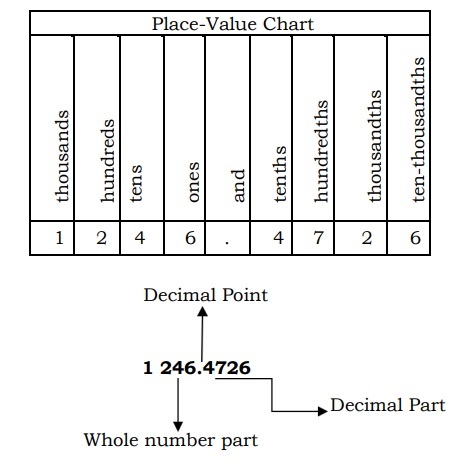 Place-Value Chart
thousands hundreds tens ones and tenths hundredths thousandths ten-thousandths
1 2 4 6 . 4 7 2 6
Decimal Point
1 246.4726
Decimal Part
Whole number part